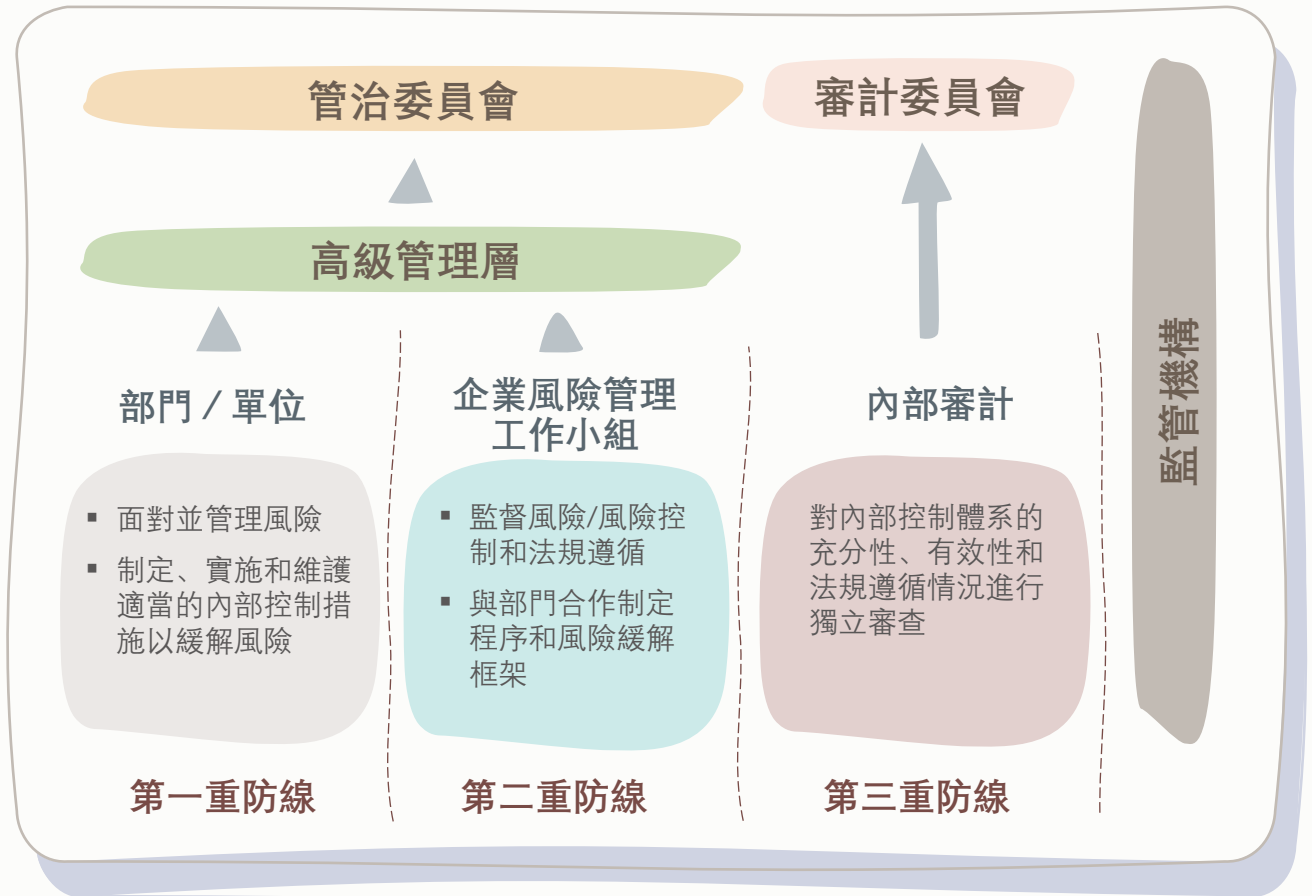 管治委員會
審計委員會
高級管理層
部門 / 單位
▪ 面對並管理風險
▪ 制定、實施和維護
適當的內部控制措
施以緩解風險
第一重防線
企業風險管理
工作小組
▪ 監督風險/風險控
制和法規遵循
▪ 與部門合作制定
程序和風險緩解
框架
第二重防線
內部審計
對內部控制體系的
充分性、有效性和
法規遵循情況進行
獨立審查
第三重防線
監管機構